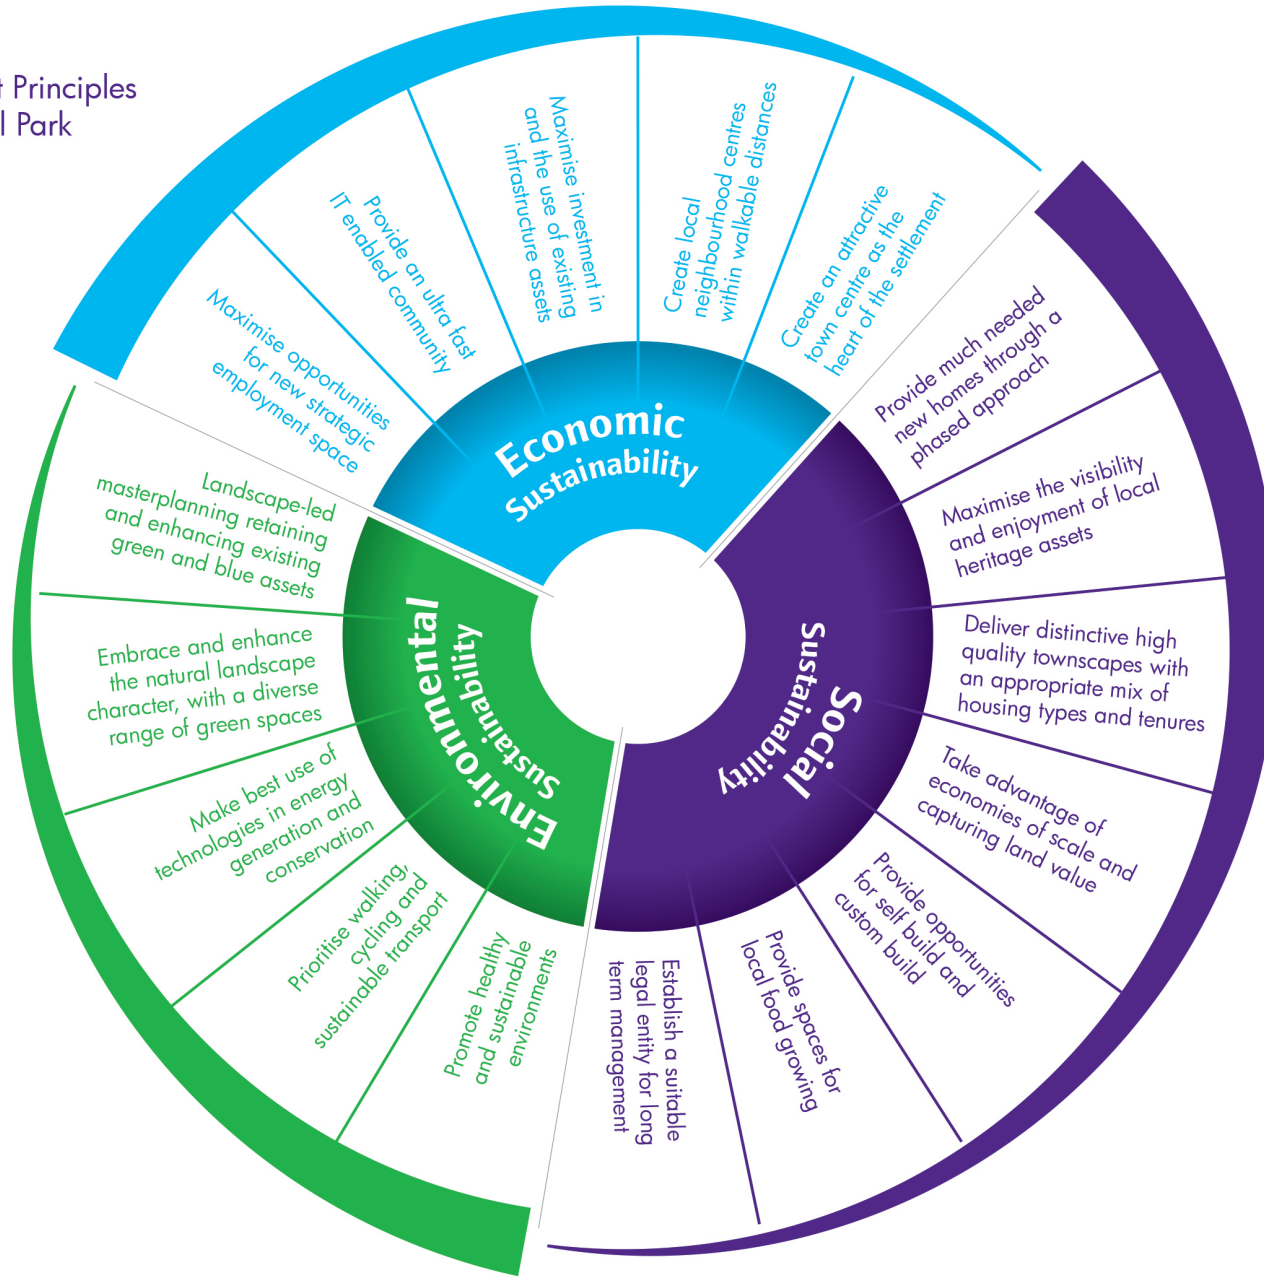 t Principles
l Park
Economic
Sustainability
Maximise opportunities
for new strategic
employment space
Provide an ultra fast
IT enabled community
Maximise investment in
and the use of existing
infrastructure assets
Create local
neighbourhood centres
within walkable distances
Create an attractive
town centre as the
heart of the settlement
Social
Sustainability
Provide much needed
new homes through a
phased approach
Maximise the visibility
and enjoyment of local
heritage assets
Deliver distinctive high
quality townscapes with
an appropriate mix of
housing types and tenures
Take advantage of
economies of scale and
capturing land value
Provide opportunities
for self build and
custom build
Provide spaces for
local food growing
Establish a suitable
legal entity for long
term management
Environmental
Sustainability
Promote healthy
and sustainable
environments
Prioritise walking,
cycling and
sustainable transport
Make best use of
technologies in energy
generation and
conservation
Embrace and enhance
the natural landscape
character, with a diverse
range of green spaces
Landscape-led
masterplanning retaining
and enhancing existing
green and blue assets